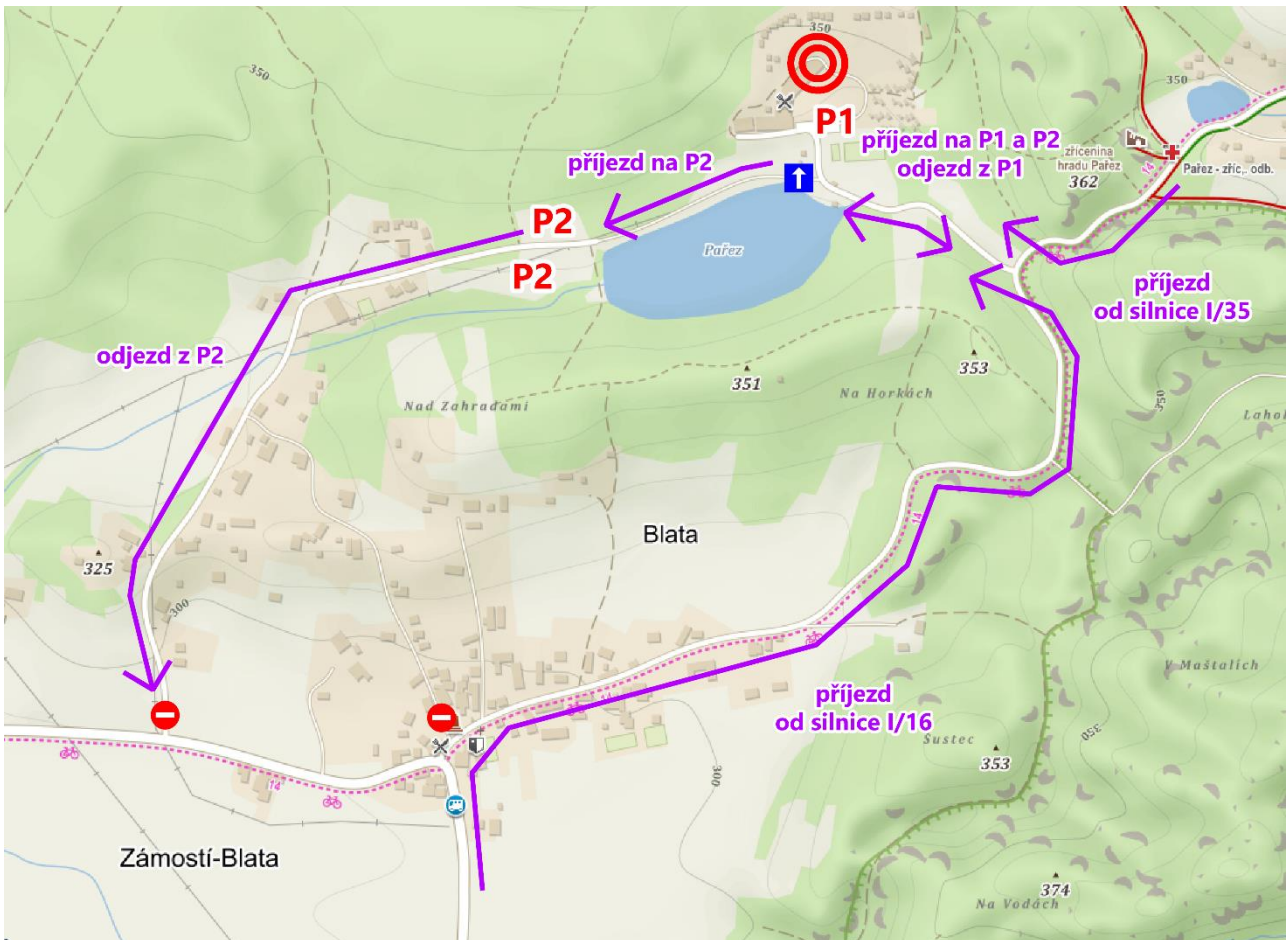 350
350
350
P1
příjezd na P1 a P2
odjezd z P1
příjezd na P2
zřícenina
hradu Pařez
362
14
Pařez - zříc., odb.
P2
P2
Pařez
příjezd
od silnice I/35
odjezd z P2
351
353
Nad Zahradami
Na Horkách
350
14
Blata
325
300
V Maštalích
14
příjezd
od silnice I/16
Sustec
353
350
300
14
Zámostí-Blata
374
Na Vodách